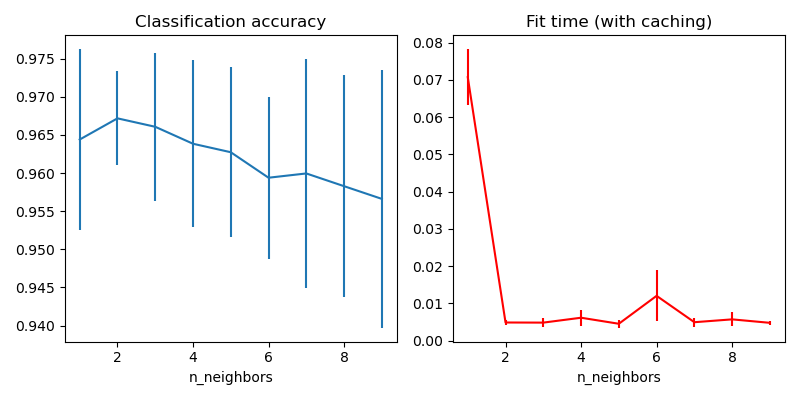 Classification accuracy
0.975
0.970
0.965
0.960
0.955
0.950
0.945
0.940
2 4 6 8
n_neighbors
Fit time (with caching)
0.08
0.07
0.06
0.05
0.04
0.03
0.02
0.01
0.00
2 4 6 8
n_neighbors